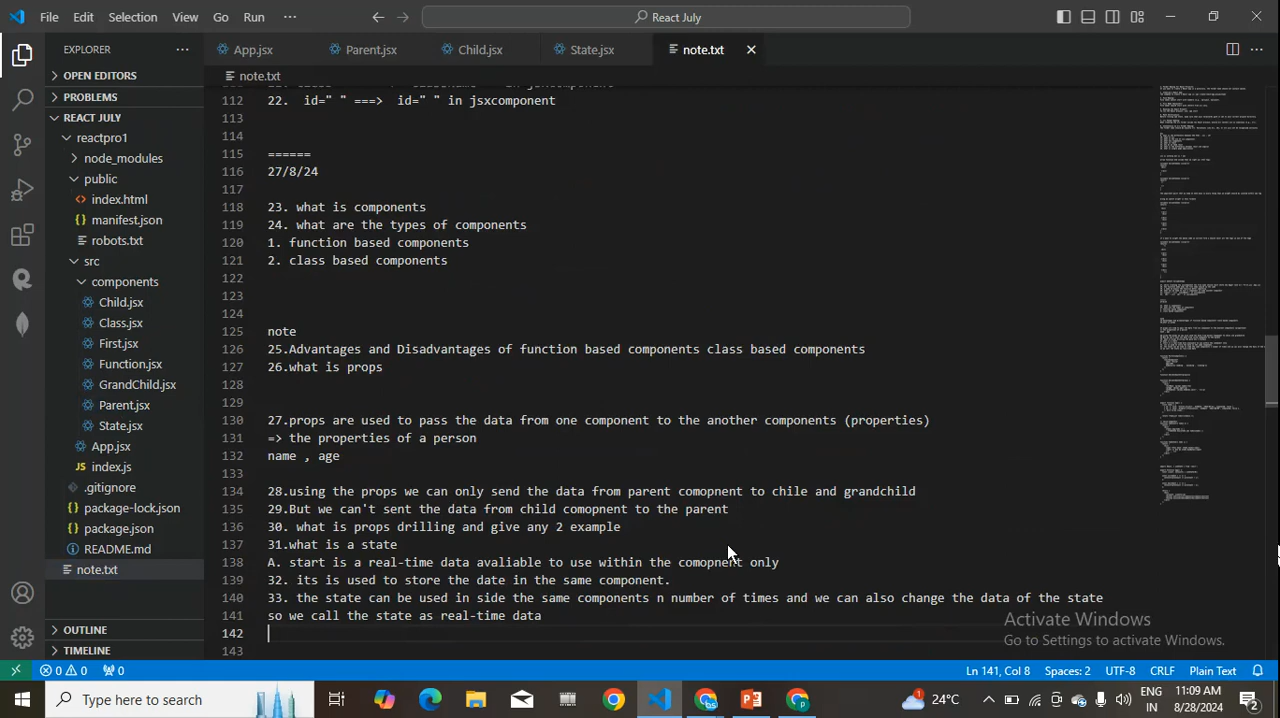 File Edit Selection View Go Run ··· React July
EXPLORER ···
App.jsx Parent.jsx Child.jsx State.jsx note.txt
note.txt
OPEN EDITORS
PROBLEMS
REACT JULY
reactpro1
node_modules
public
index.html
manifest.json
robots.txt
src
components
Child.jsx
Class.jsx
First.jsx
Function.jsx
GrandChild.jsx
Parent.jsx
State.jsx
App.jsx
index.js
.gitignore
package-lock.json
package.json
README.md
note.txt
OUTLINE
TIMELINE
112 22.  id=" " ===>  id=" " in jsxcomponent
113
114
115 ======
116 27/8/24
117
118 23. what is components
119 24. what are the types of components
120 1. function based components
121 2. class based components
122
123
124
125 note
126 25.Advantages and Disadvantages of function based components class based components
127 26.what is props
128
129
130 27.props are used to pass the data from one component to the anouher components (properties)
131 => the properties of a person
132 name , age
133
134 28.using the props we can only send the data from parent comopnent to chile and grandchild
135 29.but we can't send the data from child comopnent to the parent
136 30. what is props drilling and give any 2 example
137 31.what is a state
138 A. start is a real-time data avaliable to use within the comopnent only
139 32. its is used to store the date in the same component.
140 33. the state can be used in side the same components n number of times and we can also change the data of the state
141 so we call the state as real-time data
142
143
Activate Windows
Go to Settings to activate Windows.
0 0 0 Ln 141, Col 8 Spaces: 2 UTF-8 CRLF Plain Text
Type here to search 1 24°C ENG IN 11:09 AM 8/28/2024 2